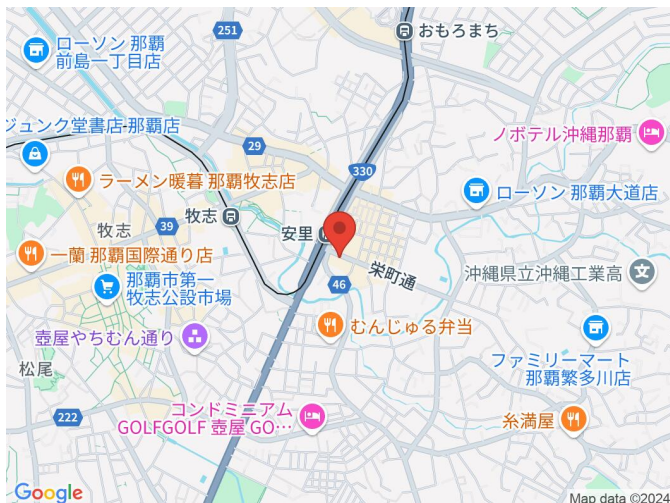 251
おもろまち
ローソン 那覇
前島一丁目店
ジュンク堂書店 那覇店
29
330
ノボテル沖縄那覇
ラーメン暖暮 那覇牧志店
ローソン 那覇大道店
牧志
39
牧志
安里
一蘭 那覇国際通り店
栄町通
沖縄県立沖縄工業高
那覇市第一
牧志公設市場
46
むんじゅる弁当
壺屋やちむん通り
ファミリーマート
那覇繁多川店
松尾
222
コンドミニアム
GOLFGOLF 壺屋 GO…
糸満屋
Google
Map data ©2024